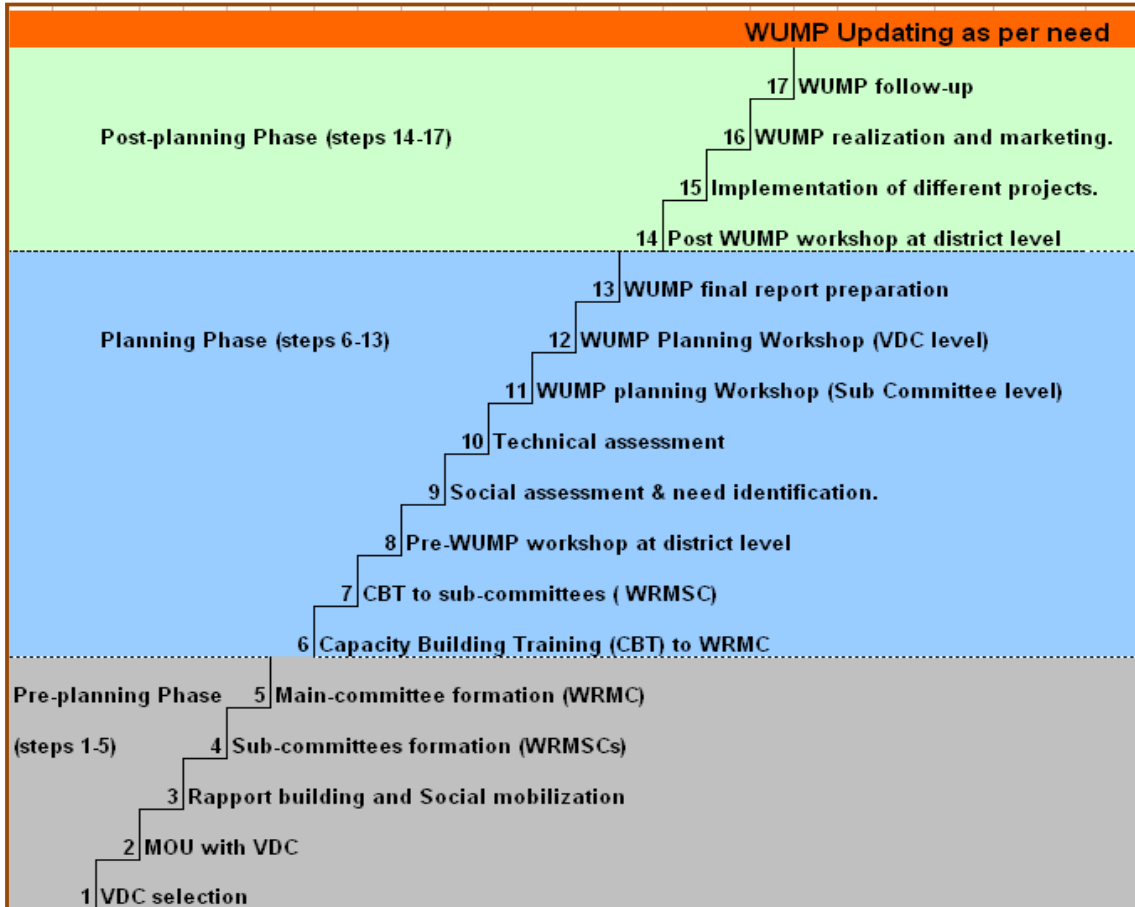 WUMP Updating as per need
17 WUMP follow-up
Post-planning Phase (steps 14-17)
16 WUMP realization and marketing.
15 Implementation of different projects.
14 Post WUMP workshop at district level
13 WUMP final report preparation
Planning Phase (steps 6-13)
12 WUMP Planning Workshop (VDC level)
11 WUMP planning Workshop (Sub Committee level)
10 Technical assessment
9 Social assessment & need identification.
8 Pre-WUMP workshop at district level
7 CBT to sub-committees ( WRMSC)
6 Capacity Building Training (CBT) to WRMC
Pre-planning Phase
5 Main-committee formation (WRMC)
(steps 1-5)
4 Sub-committees formation (WRMSCs)
3 Rapport building and Social mobilization
2 MOU with VDC
1 VDC selection